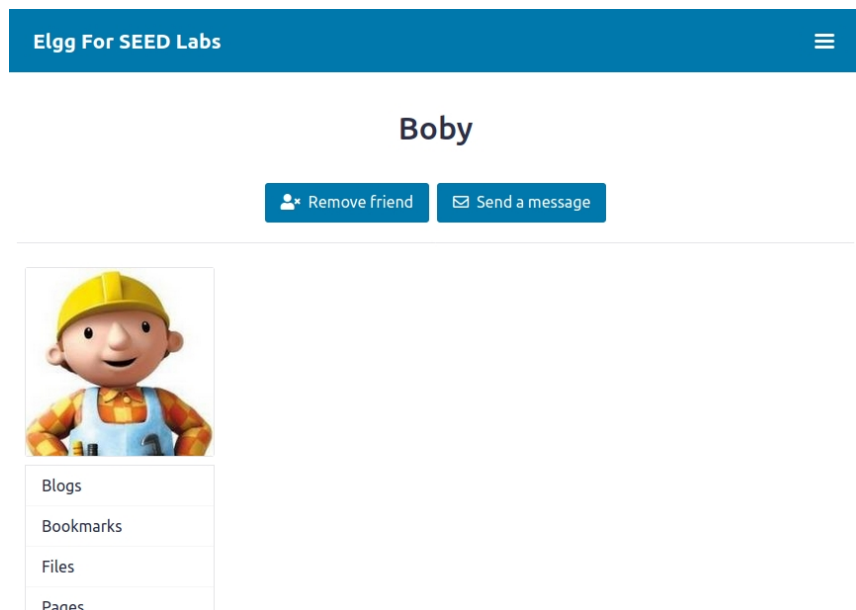 Elgg For SEED Labs
Boby
Remove friend Send a message
Blogs
Bookmarks
Files
Pages